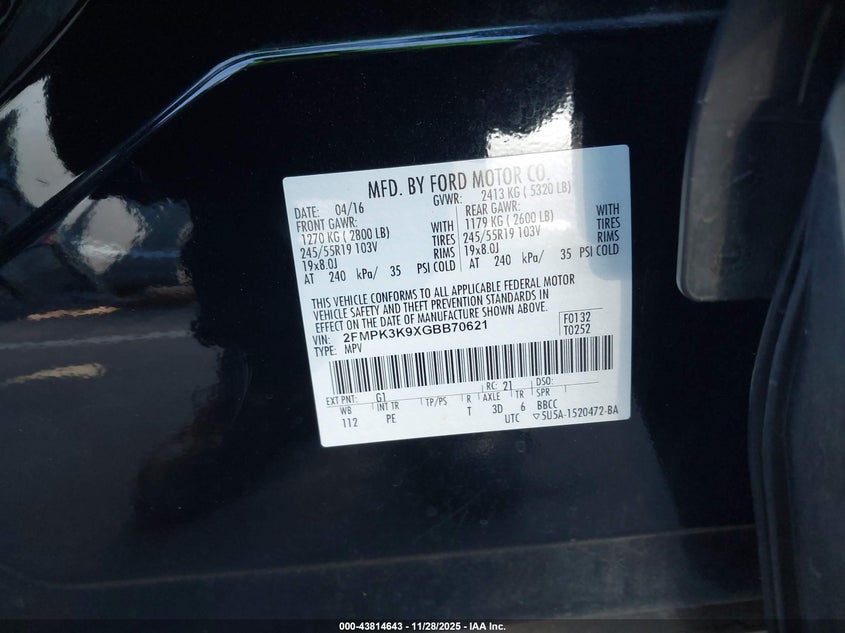 MFD. BY FORD MOTOR CO.
DATE: 04/16 GVWR: 2413 KG ( 5320 LB)
FRONT GAWR: REAR GAWR:
1270 KG ( 2800 LB) WITH 1179 KG ( 2600 LB) WITH
245/55R19 103V TIRES 245/55R19 103V TIRES
19x8.0J RIMS 19x8.0J RIMS
AT 240 kPa/ 35 PSI COLD AT 240 kPa/ 35 PSI COLD
THIS VEHICLE CONFORMS TO ALL APPLICABLE FEDERAL MOTOR
VEHICLE SAFETY AND THEFT PREVENTION STANDARDS IN
EFFECT ON THE DATE OF MANUFACTURE SHOWN ABOVE.
VIN: 2FMPK3K9XGBB70621 F0132
TYPE: MPV T0252
EXT PNT: G1 RC: 21 DSO:
WB INT TR TP/PS R AXLE TR SPR
112 PE T 3D 6 BBCC
UTC ▽5U5A-1520472-BA
000-43814643 - 11/28/2025 - IAA Inc.